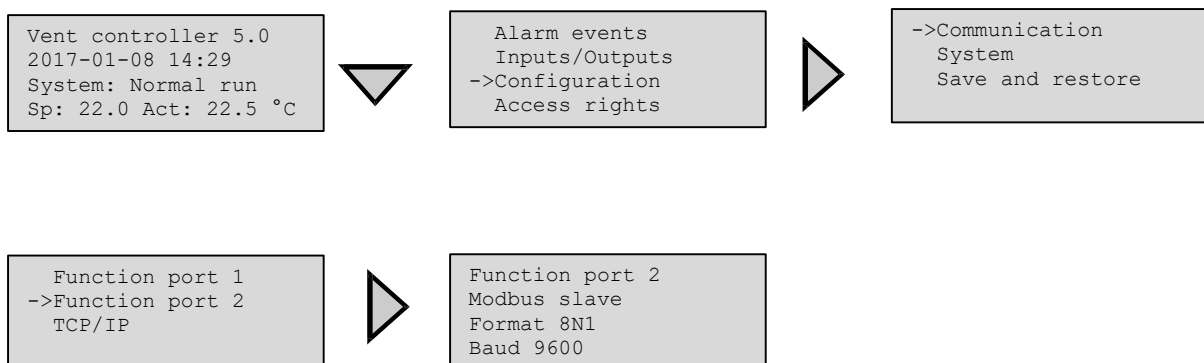 Vent controller 5.0
2017-01-08 14:29
System: Normal run
Sp: 22.0 Act: 22.5 °C
Alarm events
Inputs/Outputs
->Configuration
Access rights
->Communication
System
Save and restore
Function port 1
->Function port 2
TCP/IP
Function port 2
Modbus slave
Format 8N1
Baud 9600